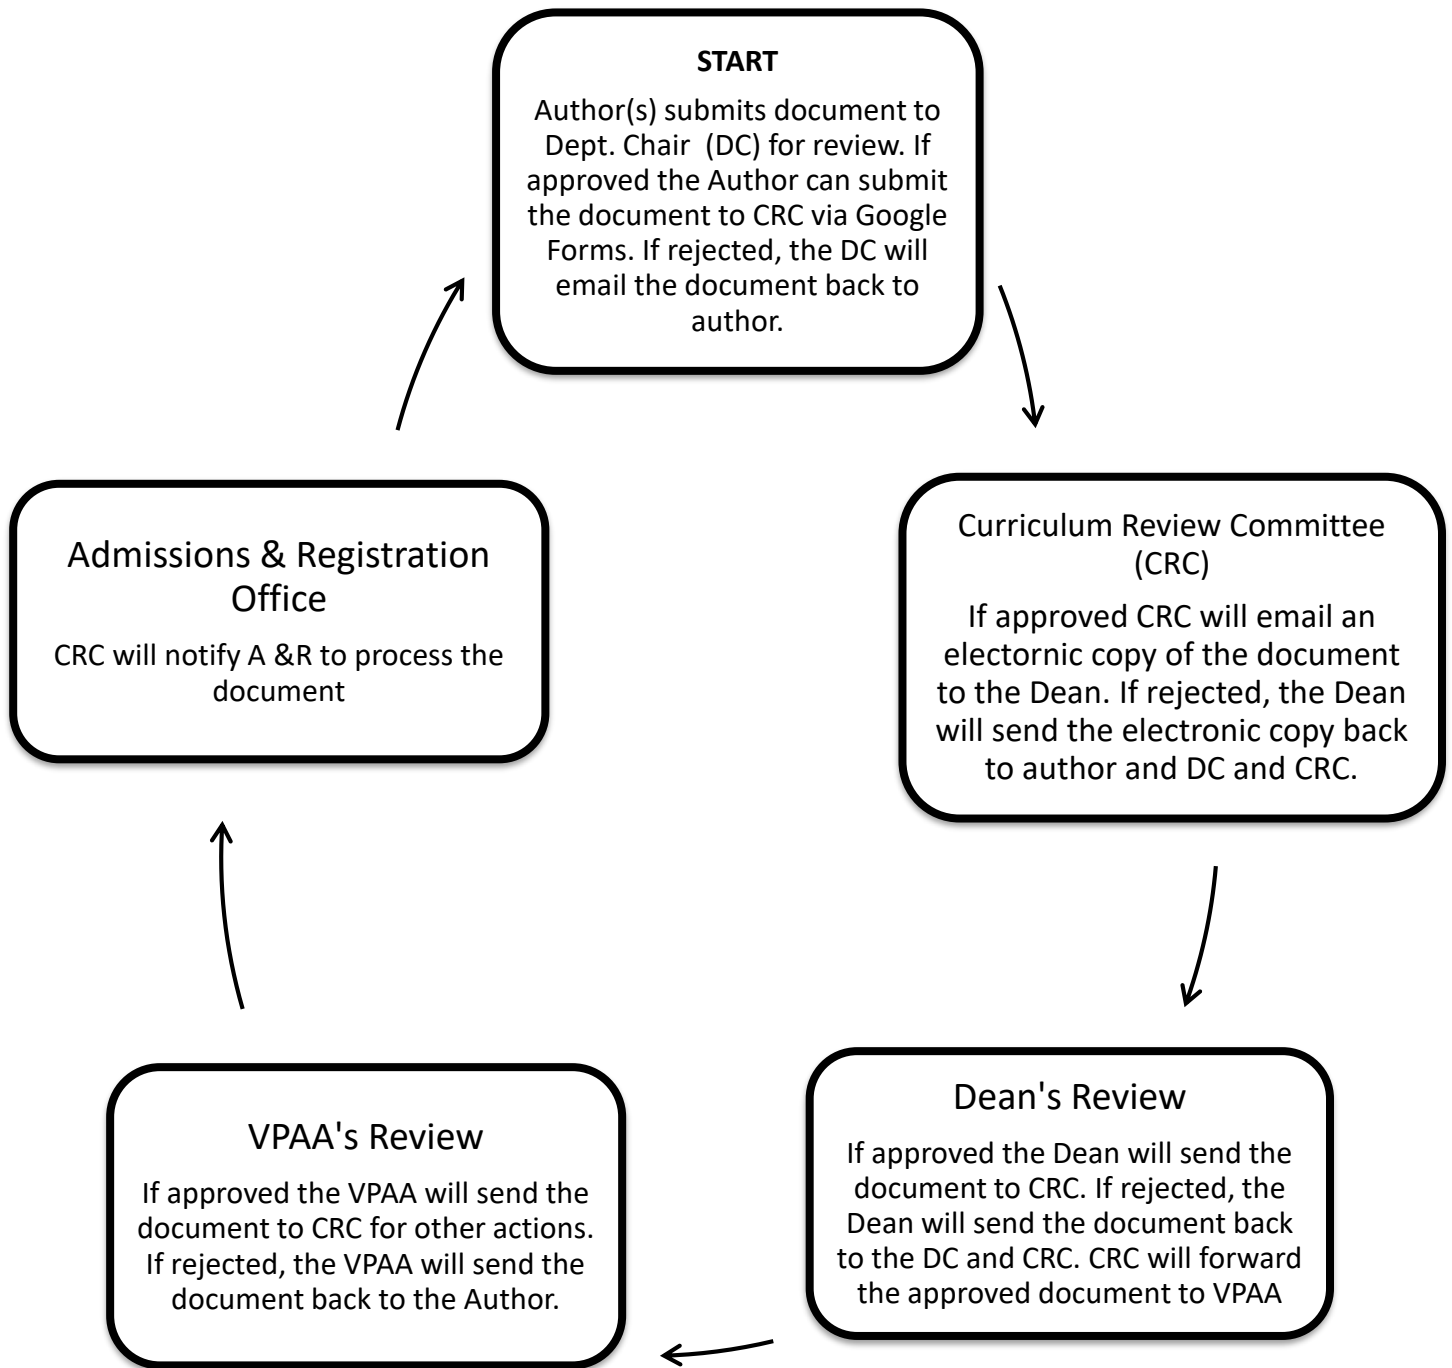 START
Author(s) submits document to
Dept. Chair  (DC) for review. If
approved the Author can submit
the document to CRC via Google
Forms. If rejected, the DC will
email the document back to
author.
Curriculum Review Committee
(CRC)
If approved CRC will email an
electornic copy of the document
to the Dean. If rejected, the Dean
will send the electronic copy back
to author and DC and CRC.
Dean's Review
If approved the Dean will send the
document to CRC. If rejected, the
Dean will send the document back
to the DC and CRC. CRC will forward
the approved document to VPAA
VPAA's Review
If approved the VPAA will send the
document to CRC for other actions.
If rejected, the VPAA will send the
document back to the Author.
Admissions & Registration
Office
CRC will notify A &R to process the
document